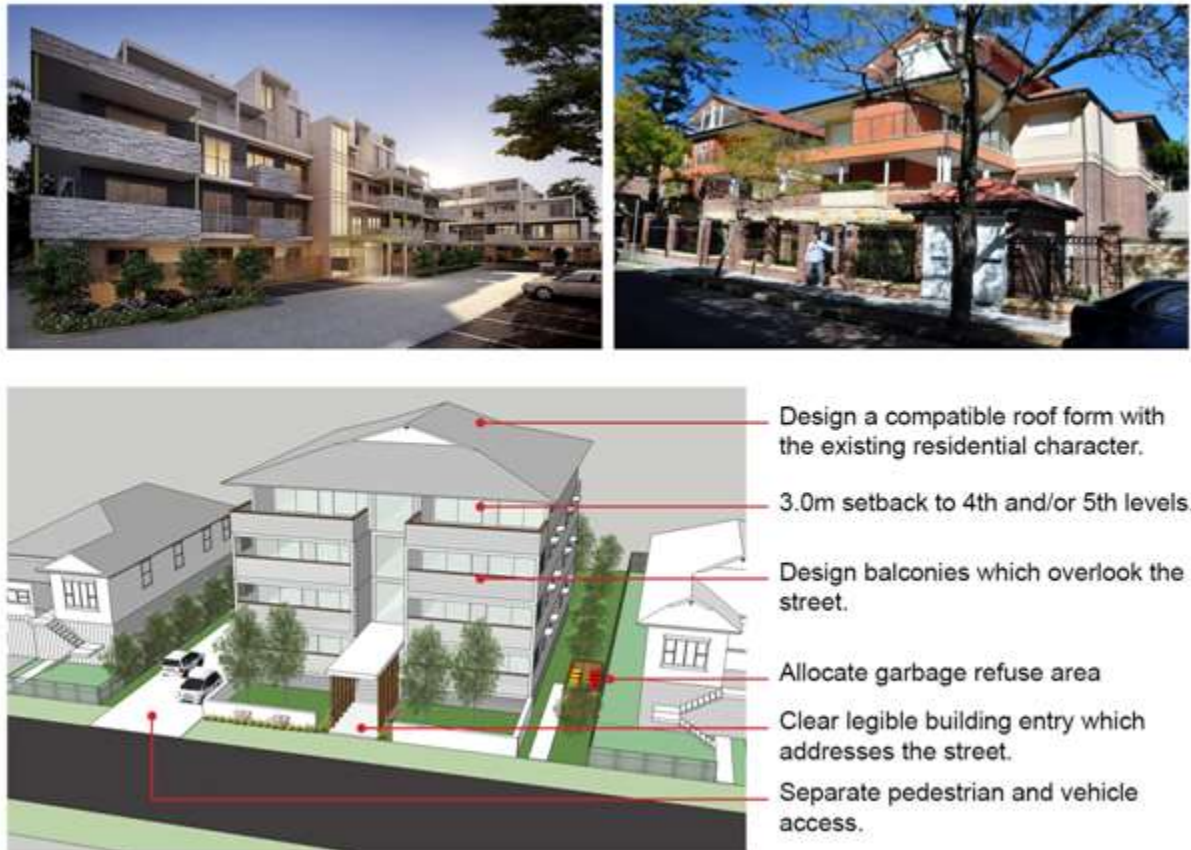 Design a compatible roof form with
the existing residential character.
3.0m setback to 4th and/or 5th levels
Design balconies which overlook the
street.
Allocate garbage refuse area
Clear legible building entry which
addresses the street.
Separate pedestrian and vehicle
access.